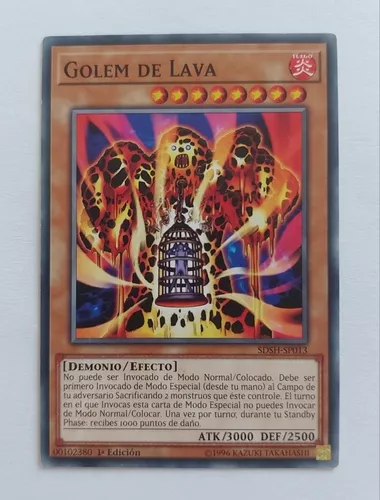 GOLEM DE LAVA
炎
SDSH-SP013
[DEMONIO/EFECTO]
No puede ser Invocado de Modo Normal/Colocado. Debe ser
primero Invocado de Modo Especial (desde tu mano) al Campo de
tu adversario Sacrificando 2 monstruos que éste controle. El turno
en el que Invocas esta carta de Modo Especial no puedes Invocar
de Modo Normal/Colocar. Una vez por turno, durante tu Standby
Phase: recibes 1000 puntos de daño.
ATK/3000 DEF/2500
00102380 1ª Edición ©1996 KAZUKI TAKAHASHI